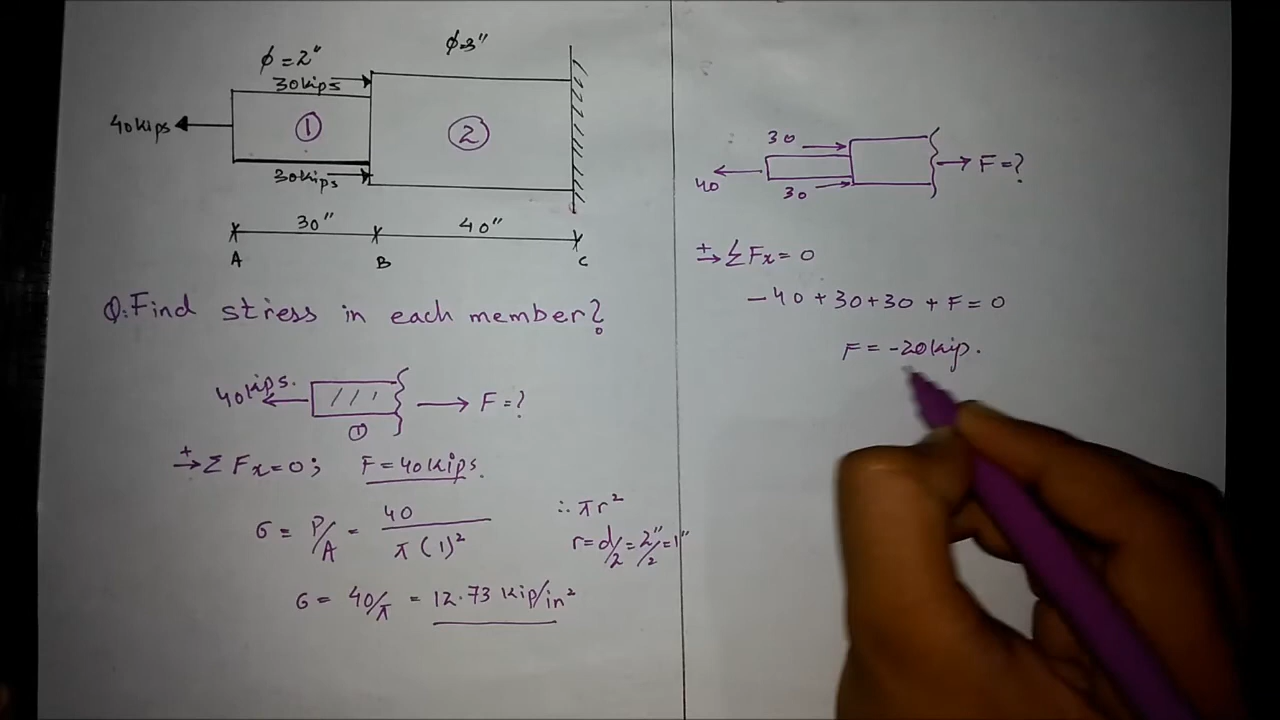 φ=2"
φ=3"
30kips
40kips
①
②
30kips
30"
40"
A
B
C
Q:Find stress in each member?
40kips.
F=?
①
+→ΣFx=0; F=40kips.
σ = P/A = 40/π(1)²
∴πr²
r=d/2=2"/2=1"
σ = 40/π = 12.73 kip/in²
30
40
F=?
30
+→ΣFx=0
-40+30+30+F=0
F=-20kip.